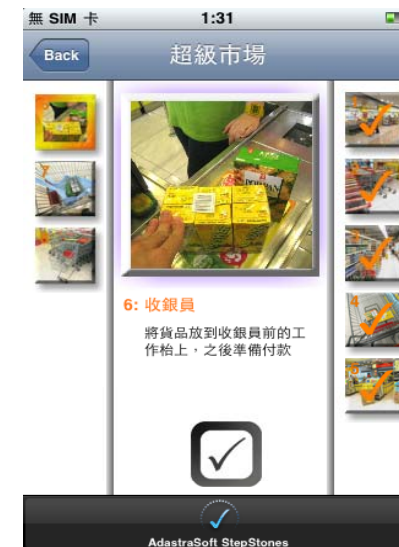 無 SIM 卡
1:31
Back
超級市場
6: 收銀員
將貨品放到收銀員前的工
作枱上，之後準備付款
4
AdastraSoft StepStones